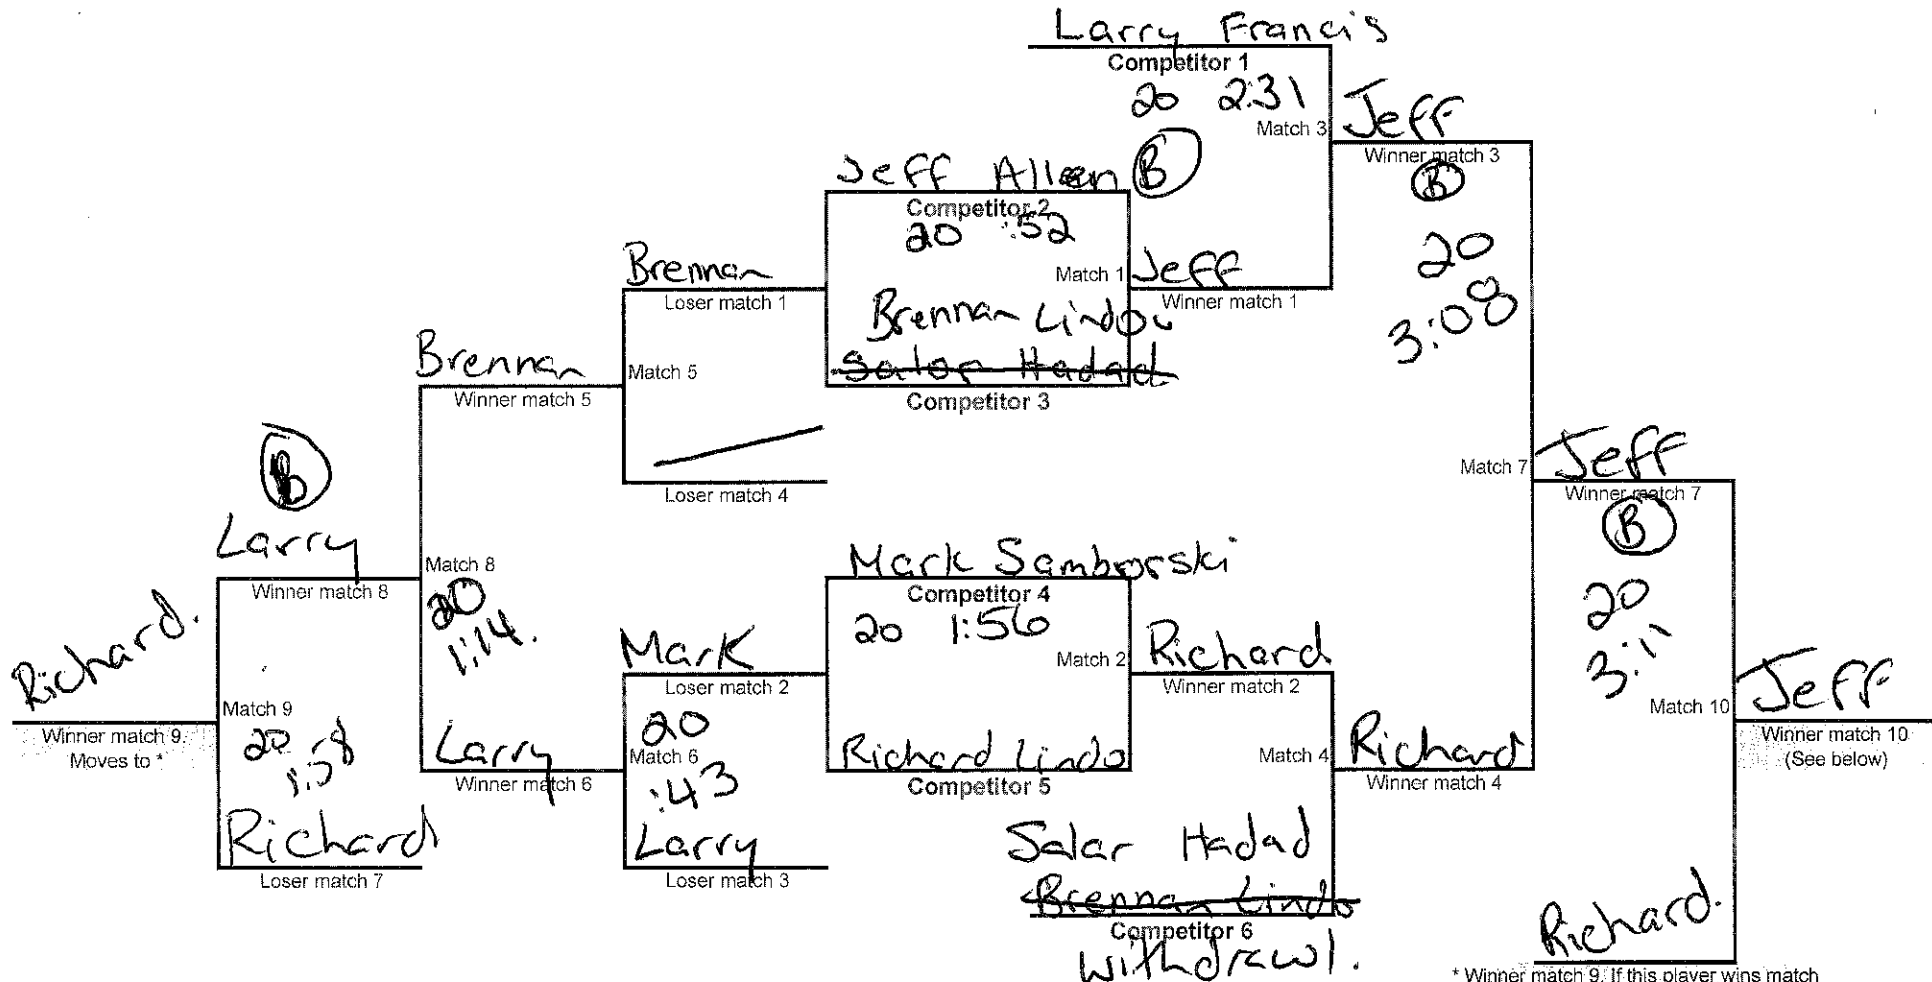 Larry Francis
Competitor 1
20 2:31
Match 3
Jeff
Winner match 3
B
20
3:08
Jeff Allen
B
Competitor 2
20 :52
Match 1
Jeff
Winner match 1
Brennan
Loser match 1
Brennan Lindo
Salar Hadad
Competitor 3
Brennan
Winner match 5
Match 5
Loser match 4
Match 7
Jeff
Winner match 7
B
20
3:11
B
Larry
Winner match 8
Match 8
20
1:14.
Mark Samborski
Competitor 4
20 1:56
Match 2
Richard
Winner match 2
Mark
Loser match 2
20
Match 6
:43
Richard.
Winner match 9.
Moves to *
Match 9
20
Larry
Winner match 6
Richard Lindo
Competitor 5
Match 4
Richard
Winner match 4
Match 10
Jeff
Winner match 10
(See below)
Richard
Loser match 7
Larry
Loser match 3
Salar Hadad
Brennan Lindo
Competitor 6
withdrawl.
Richard.
* Winner match 9. If this player wins match